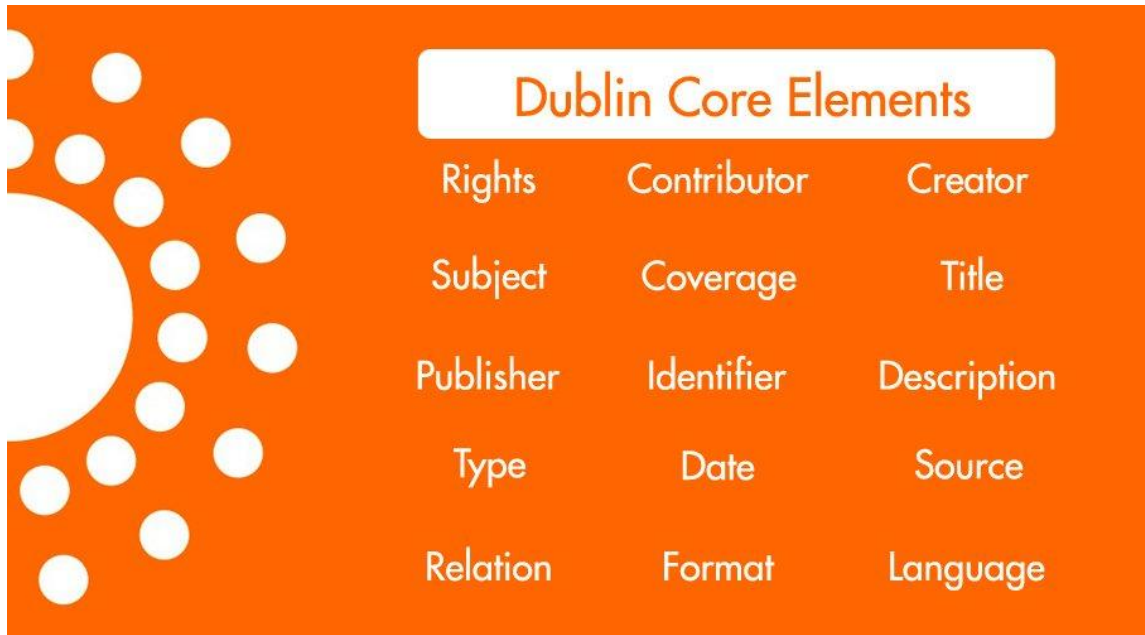 Dublin Core Elements
Rights Contributor Creator
Subject Coverage Title
Publisher Identifier Description
Type Date Source
Relation Format Language